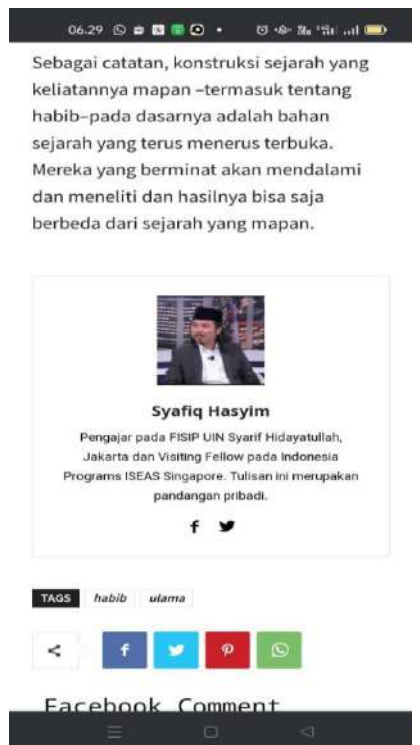 06.29
Sebagai catatan, konstruksi sejarah yang
keliatannya mapan –termasuk tentang
habib–pada dasarnya adalah bahan
sejarah yang terus menerus terbuka.
Mereka yang berminat akan mendalami
dan meneliti dan hasilnya bisa saja
berbeda dari sejarah yang mapan.
Syafiq Hasyim
Pengajar pada FISIP UIN Syarif Hidayatullah,
Jakarta dan Visiting Fellow pada Indonesia
Programs ISEAS Singapore. Tulisan ini merupakan
pandangan pribadi.
TAGS habib ulama
Facebook Comment